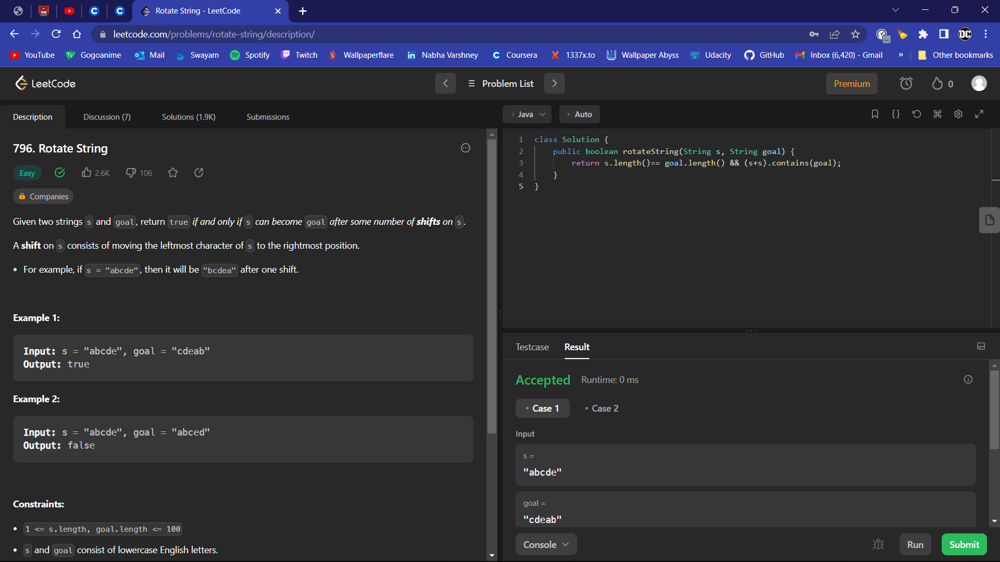 Rotate String - LeetCode
leetcode.com/problems/rotate-string/description/
YouTube Gogoanime Mail Swayam Spotify Twitch Wallpaperflare Nabha Varshney Coursera 1337x.to Wallpaper Abyss Udacity GitHub Inbox (6,420) - Gmail » Other bookmarks
LeetCode Problem List Premium 0
Description Discussion (7) Solutions (1.9K) Submissions
796. Rotate String
Easy 2.6K 106
Companies
Given two strings s and goal, return true if and only if s can become goal after some number of shifts on s.
A shift on s consists of moving the leftmost character of s to the rightmost position.
• For example, if s = "abcde", then it will be "bcdea" after one shift.
Example 1:
Input: s = "abcde", goal = "cdeab"
Output: true
Example 2:
Input: s = "abcde", goal = "abced"
Output: false
Constraints:
• 1 <= s.length, goal.length <= 100
• s and goal consist of lowercase English letters.
i Java • Auto
1 class Solution {
2 public boolean rotateString(String s, String goal) {
3 return s.length()== goal.length() && (s+s).contains(goal);
4 }
5 }
Testcase Result
Accepted Runtime: 0 ms
• Case 1 • Case 2
Input
s =
"abcde"
goal =
"cdeab"
Console Run Submit